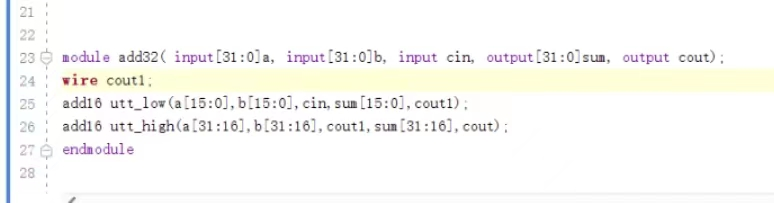 21
22
23 module add32( input[31:0]a, input[31:0]b, input cin, output[31:0]sum, output cout);
24 wire cout1;
25 add16 utt_low(a[15:0],b[15:0],cin,sum[15:0],cout1);
26 add16 utt_high(a[31:16],b[31:16],cout1,sum[31:16],cout);
27 endmodule
28